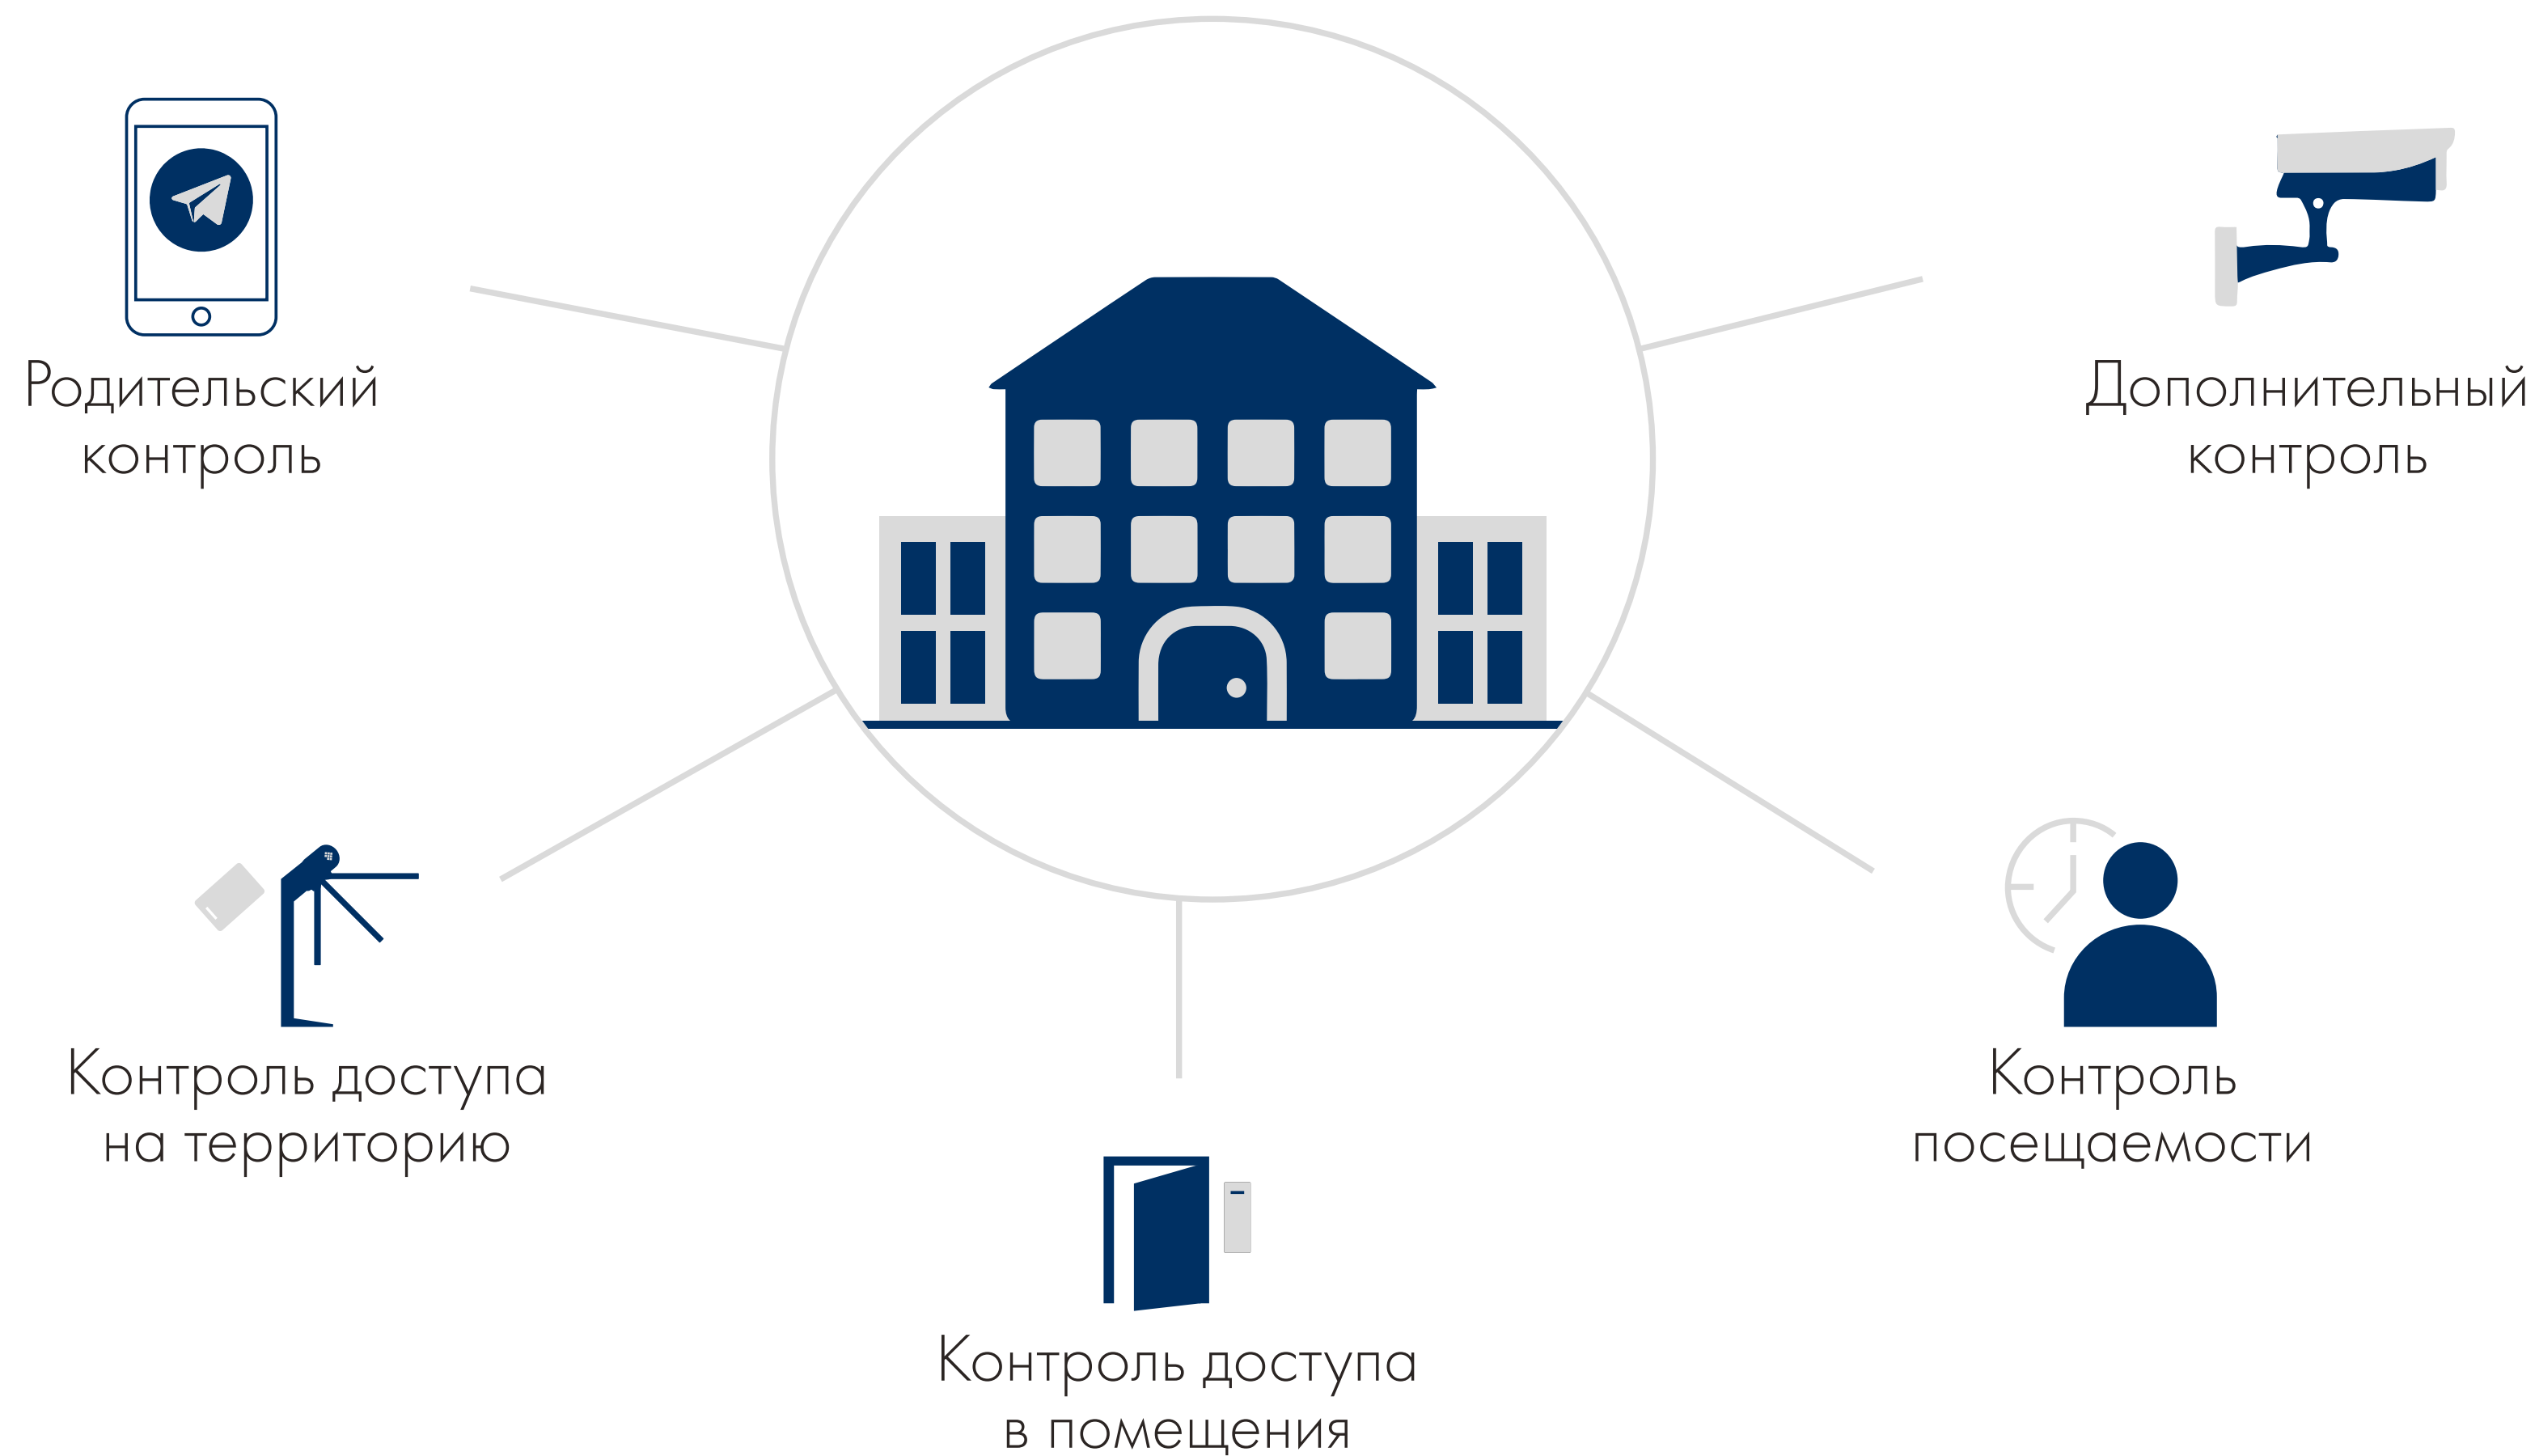 Родительский
контроль
Дополнительный
контроль
Контроль доступа
на территорию
Контроль
посещаемости
Контроль доступа
в помещения